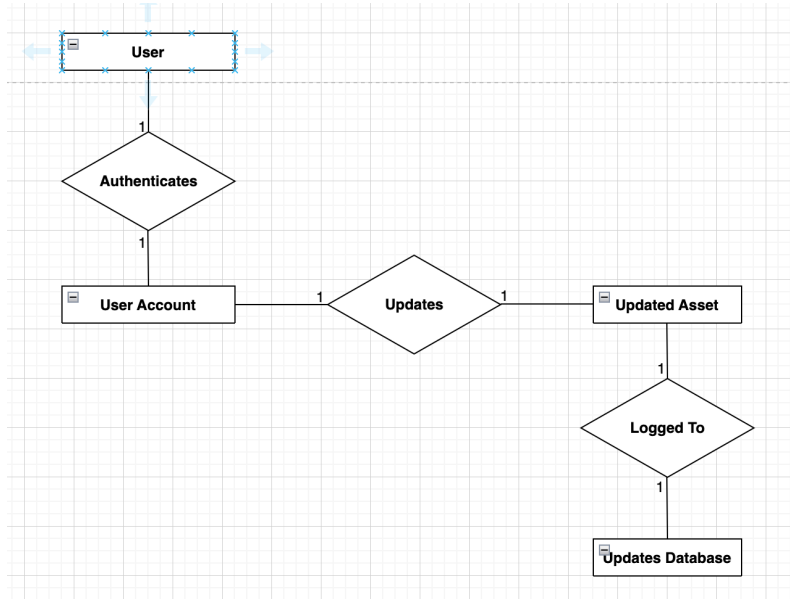 User
1
Authenticates
1
User Account
1
Updates
1
Updated Asset
1
Logged To
1
Updates Database